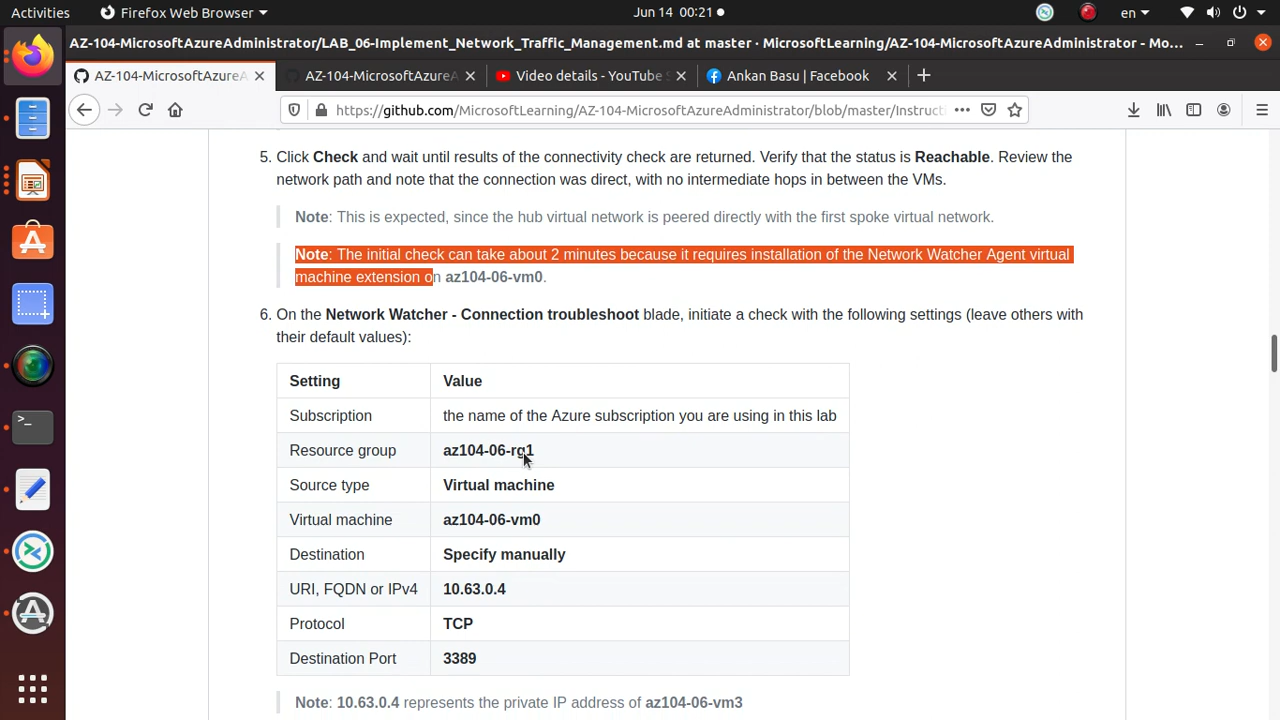 Activities Firefox Web Browser Jun 14 00:21 en
AZ-104-MicrosoftAzureAdministrator/LAB_06-Implement_Network_Traffic_Management.md at master · MicrosoftLearning/AZ-104-MicrosoftAzureAdministrator - Mo...
AZ-104-MicrosoftAzureA AZ-104-MicrosoftAzureA Video details - YouTube S Ankan Basu | Facebook
https://github.com/MicrosoftLearning/AZ-104-MicrosoftAzureAdministrator/blob/master/Instructi
5. Click Check and wait until results of the connectivity check are returned. Verify that the status is Reachable. Review the
network path and note that the connection was direct, with no intermediate hops in between the VMs.
Note: This is expected, since the hub virtual network is peered directly with the first spoke virtual network.
Note: The initial check can take about 2 minutes because it requires installation of the Network Watcher Agent virtual
machine extension on az104-06-vm0.
6. On the Network Watcher - Connection troubleshoot blade, initiate a check with the following settings (leave others with
their default values):
Setting Value
Subscription the name of the Azure subscription you are using in this lab
Resource group az104-06-rg1
Source type Virtual machine
Virtual machine az104-06-vm0
Destination Specify manually
URI, FQDN or IPv4 10.63.0.4
Protocol TCP
Destination Port 3389
Note: 10.63.0.4 represents the private IP address of az104-06-vm3